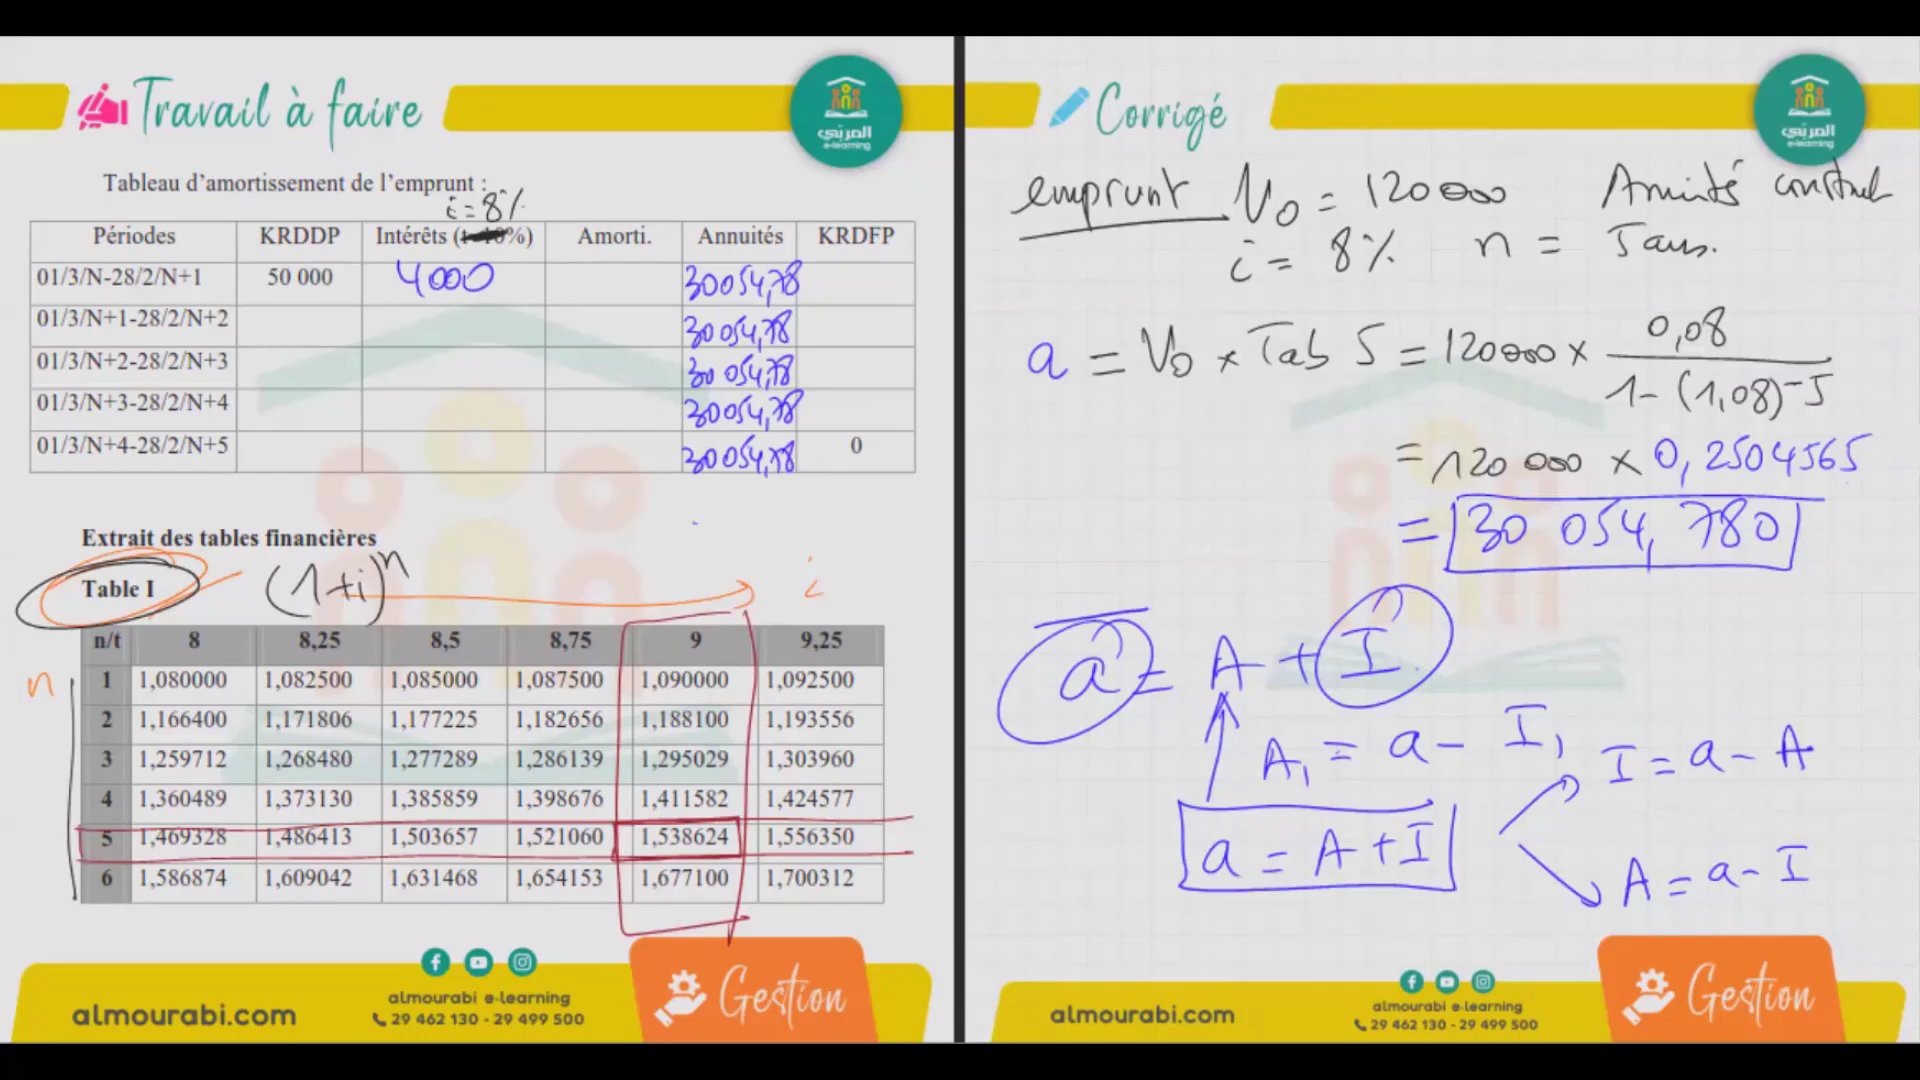 Travail à faire
المربّي
e-learning
Tableau d'amortissement de l'emprunt :
i = 8%
Périodes KRDDP Intérêts (t=10%) Amorti. Annuités KRDFP
01/3/N-28/2/N+1 50 000 4000 30054,78
01/3/N+1-28/2/N+2 30054,78
01/3/N+2-28/2/N+3 30 054,78
01/3/N+3-28/2/N+4 30054,78
01/3/N+4-28/2/N+5 30054,78 0
Extrait des tables financières
Table I (1+i)^n i
n/t 8 8,25 8,5 8,75 9 9,25
n
1 1,080000 1,082500 1,085000 1,087500 1,090000 1,092500
2 1,166400 1,171806 1,177225 1,182656 1,188100 1,193556
3 1,259712 1,268480 1,277289 1,286139 1,295029 1,303960
4 1,360489 1,373130 1,385859 1,398676 1,411582 1,424577
5 1,469328 1,486413 1,503657 1,521060 1,538624 1,556350
6 1,586874 1,609042 1,631468 1,654153 1,677100 1,700312
almourabi.com
almourabi e-learning
29 462 130 - 29 499 500
Gestion
Corrigé
المربّي
e-learning
emprunt V0 = 120 000
i = 8% n = 5 ans.
a = V0 × Tab 5 = 120 000 × 0,08 / 1-(1,08)^-5
= 120 000 × 0,2504565
= 30 054,780
a = A + I
A1 = a - I1
I = a - A
a = A + I
A = a - I
almourabi.com
almourabi e-learning
29 462 130 - 29 499 500
Gestion